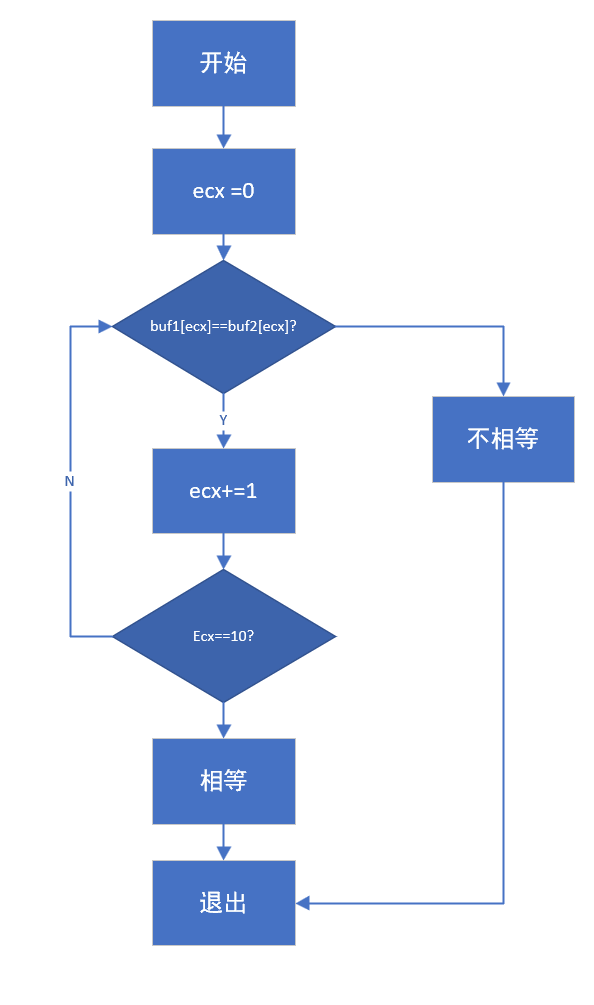 开始
ecx =0
buf1[ecx]==buf2[ecx]?
Y
不相等
ecx+=1
N
Ecx==10?
相等
退出